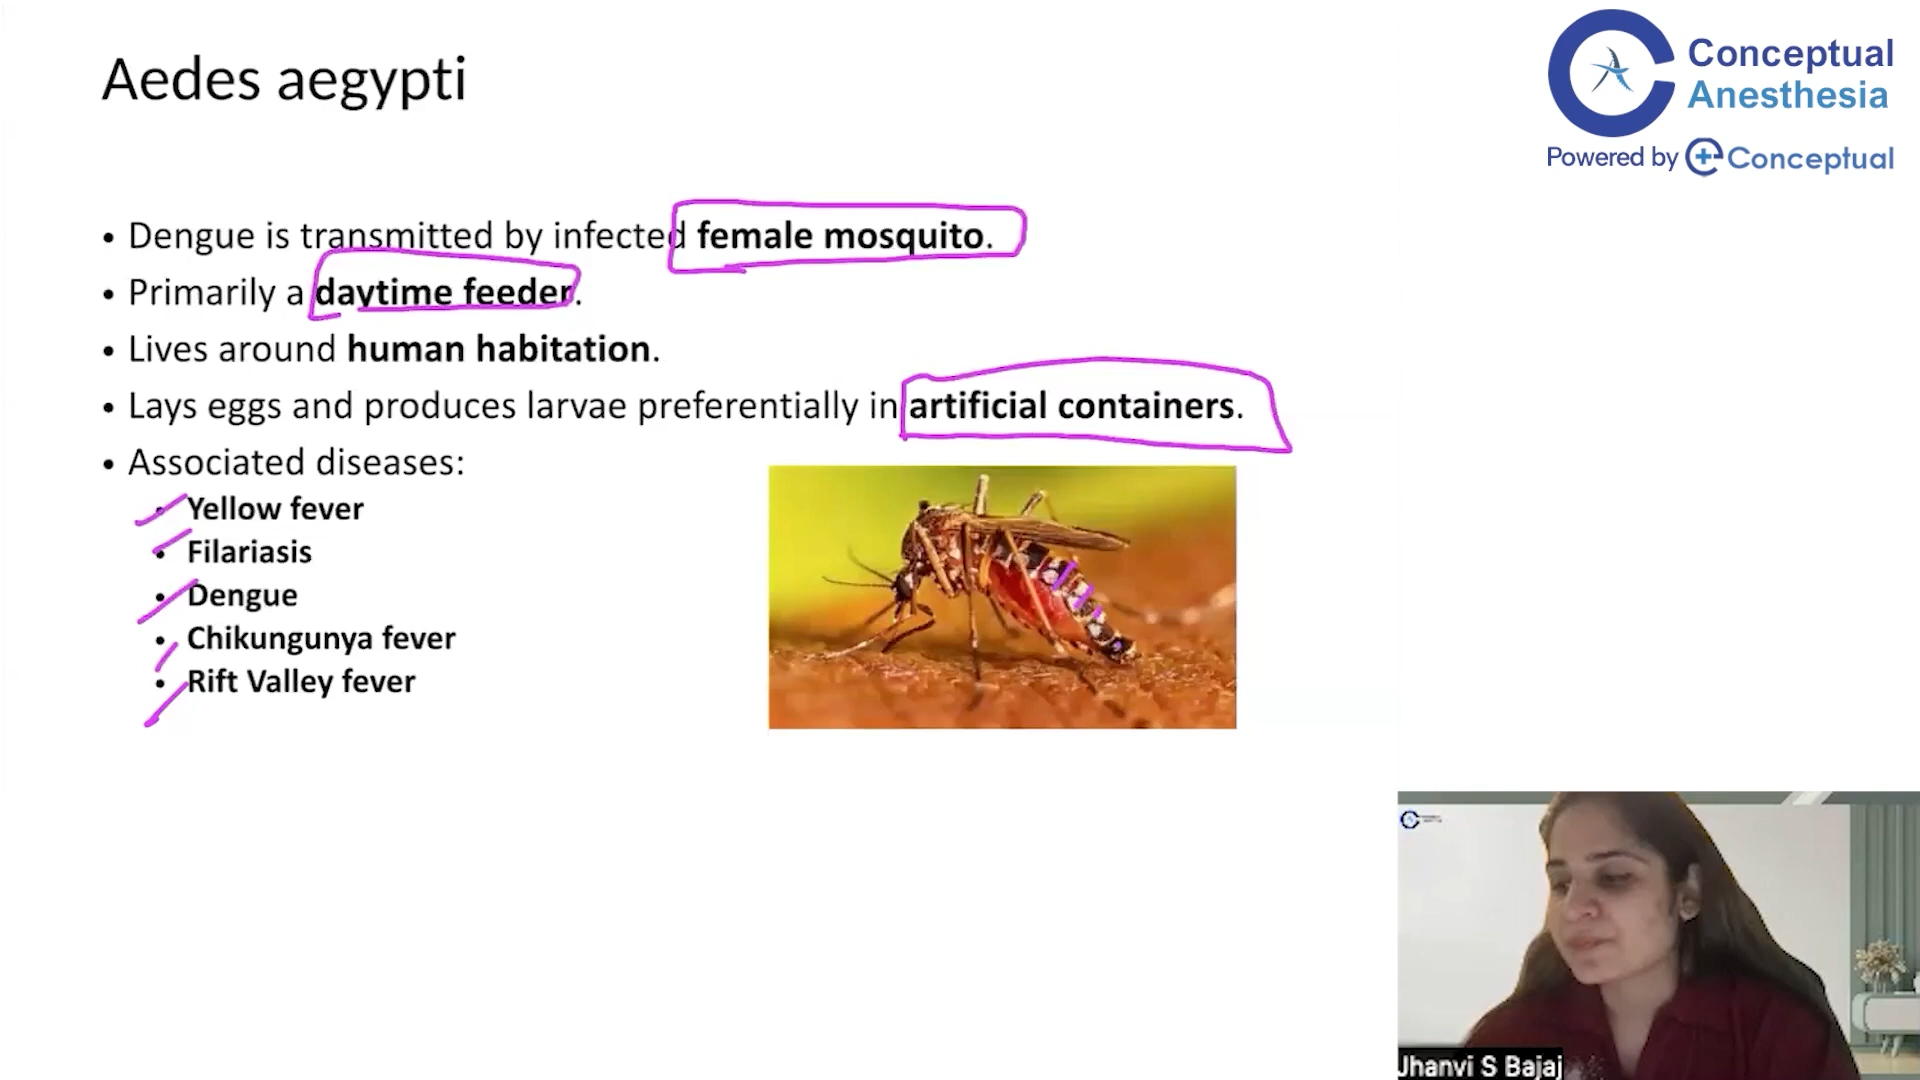 Aedes aegypti
Conceptual
Anesthesia
Powered by Conceptual
• Dengue is transmitted by infected female mosquito.
• Primarily a daytime feeder.
• Lives around human habitation.
• Lays eggs and produces larvae preferentially in artificial containers.
• Associated diseases:
• Yellow fever
• Filariasis
• Dengue
• Chikungunya fever
• Rift Valley fever
Jhanvi S Bajaj